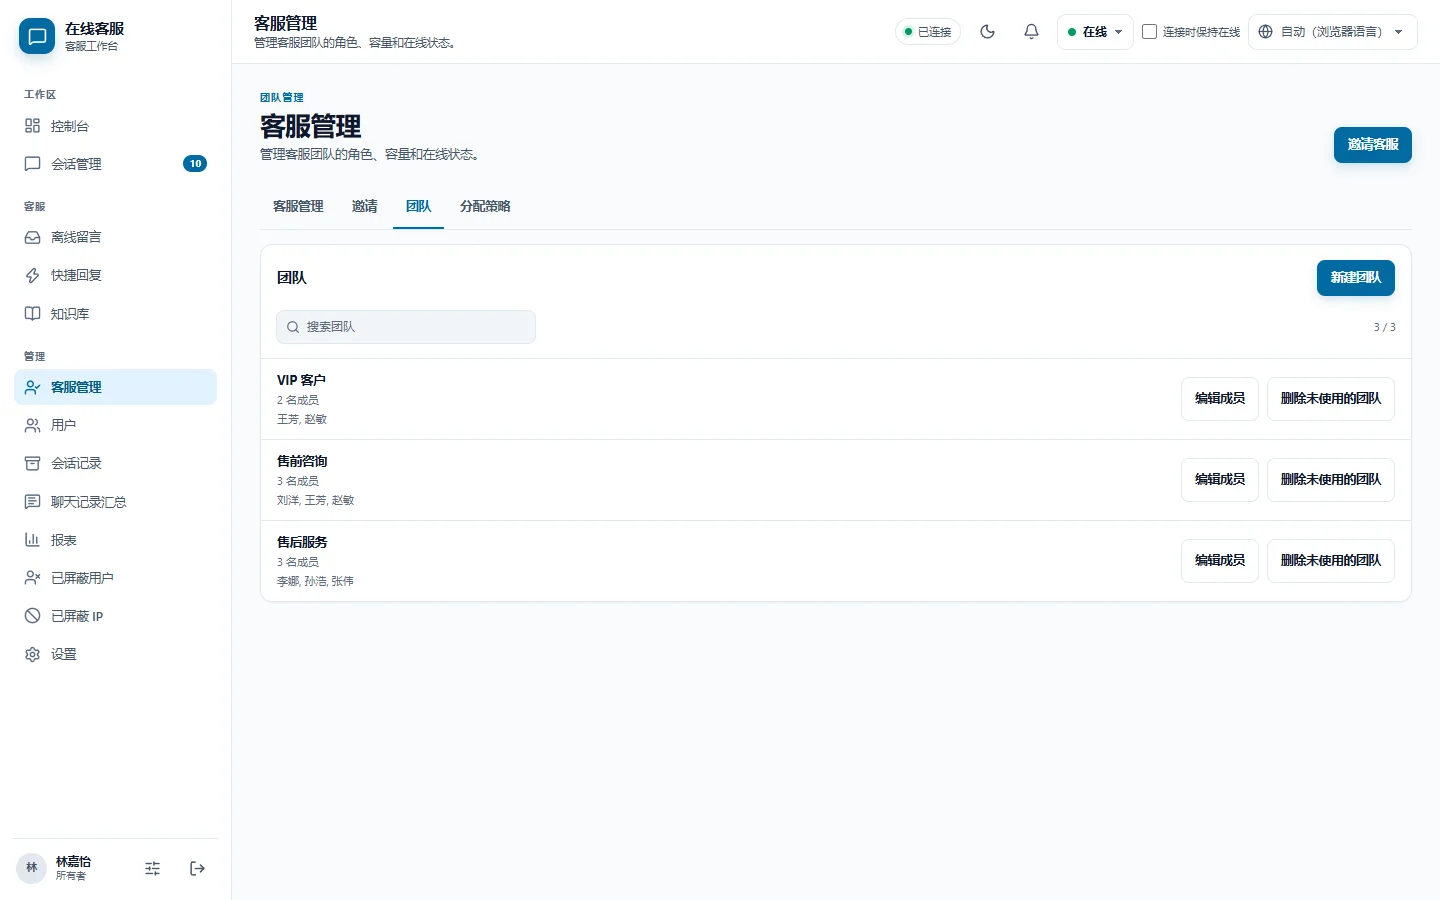 在线客服
客服工作台
工作区
控制台
会话管理
10
客服
离线留言
快捷回复
知识库
管理
客服管理
用户
会话记录
聊天记录汇总
报表
已屏蔽用户
已屏蔽 IP
设置
林
林嘉怡
所有者
客服管理
管理客服团队的角色、容量和在线状态。
已连接
在线
连接时保持在线
自动（浏览器语言）
团队管理
客服管理
管理客服团队的角色、容量和在线状态。
邀请客服
客服管理
邀请
团队
分配策略
团队
新建团队
搜索团队
3 / 3
VIP 客户
2 名成员
王芳, 赵敏
编辑成员
删除未使用的团队
售前咨询
3 名成员
刘洋, 王芳, 赵敏
编辑成员
删除未使用的团队
售后服务
3 名成员
李娜, 孙浩, 张伟
编辑成员
删除未使用的团队